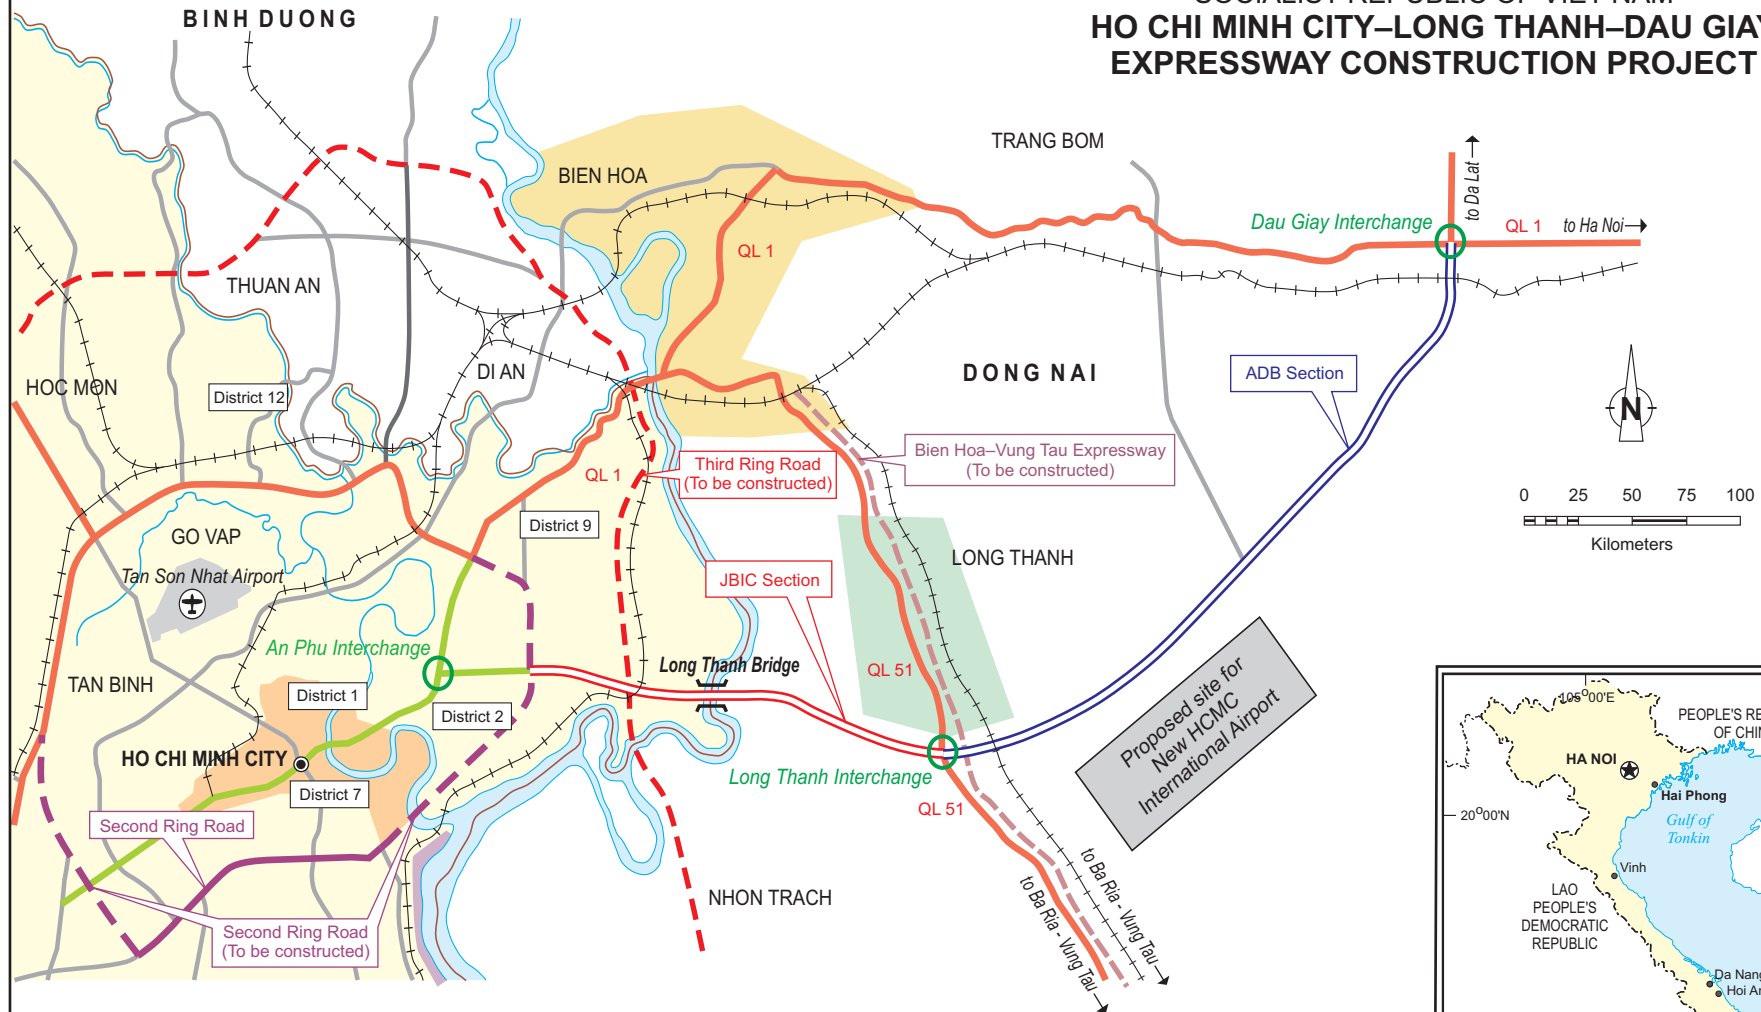 SOCIALIST REPUBLIC OF VIET NAM
HO CHI MINH CITY–LONG THANH–DAU GIAY
EXPRESSWAY CONSTRUCTION PROJECT
BINH DUONG
TRANG BOM
BIEN HOA
to Da Lat
Dau Giay Interchange
QL 1
to Ha Noi
QL 1
THUAN AN
DI AN
HOC MON
District 12
DONG NAI
ADB Section
N
Bien Hoa–Vung Tau Expressway
(To be constructed)
Third Ring Road
(To be constructed)
QL 1
0 25 50 75 100
Kilometers
District 9
GO VAP
Tan Son Nhat Airport
LONG THANH
JBIC Section
An Phu Interchange
Long Thanh Bridge
QL 51
TAN BINH
District 1
District 2
HO CHI MINH CITY
District 7
Long Thanh Interchange
QL 51
Proposed site for
New HCMC
International Airport
Second Ring Road
Second Ring Road
(To be constructed)
NHON TRACH
to Ba Ria - Vung Tau
to Ba Ria - Vung Tau
105°00'E
PEOPLE'S RE
OF CHIN
HA NOI
Hai Phong
20°00'N
Gulf of
Tonkin
Vinh
LAO
PEOPLE'S
DEMOCRATIC
REPUBLIC
Da Nang
Hoi An